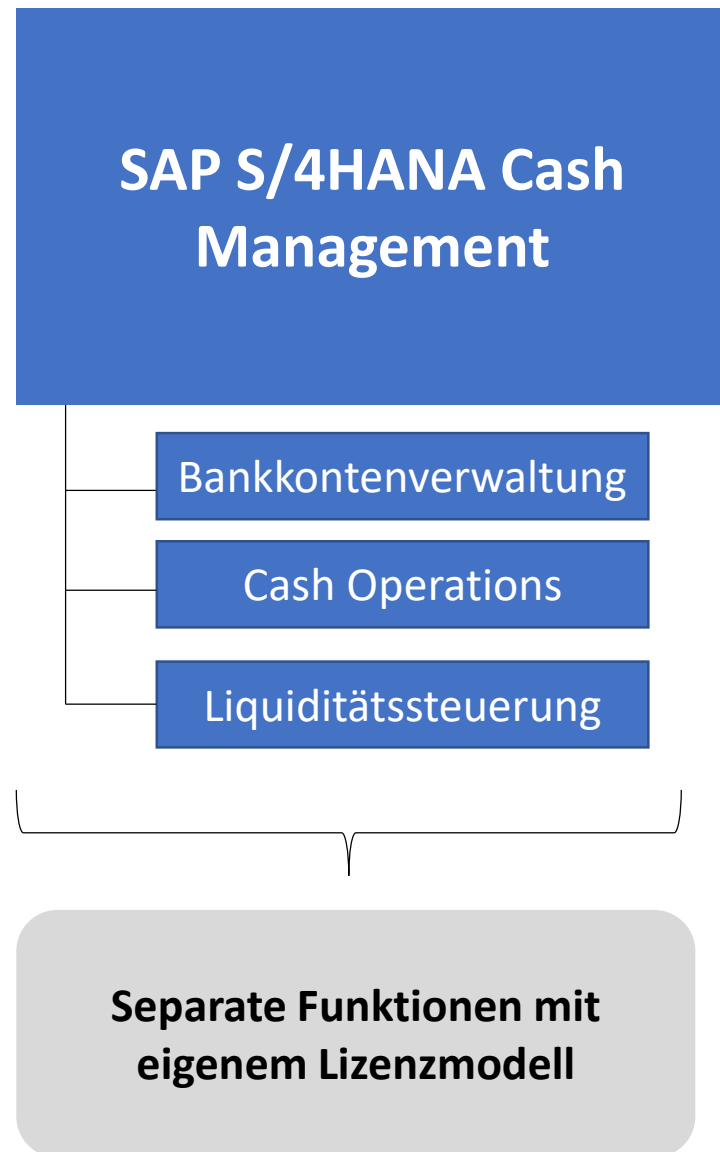 SAP S/4HANA Cash
Management
Bankkontenverwaltung
Cash Operations
Liquiditätssteuerung
Separate Funktionen mit
eigenem Lizenzmodell